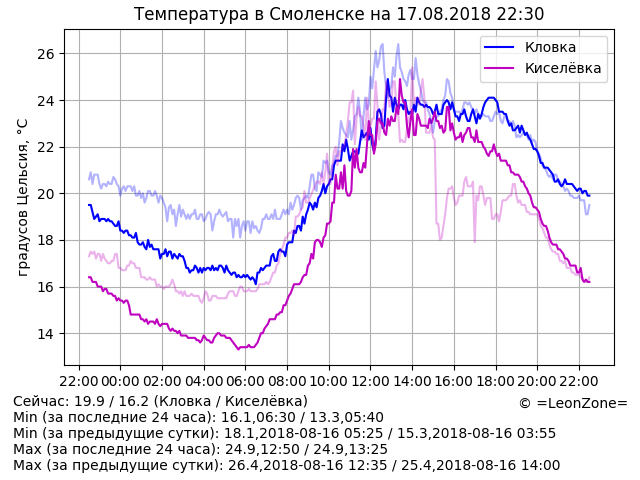 Температура в Смоленске на 17.08.2018 22:30
Кловка
Киселёвка
градусов Цельсия, °C
26
24
22
20
18
16
14
22:00 00:00 02:00 04:00 06:00 08:00 10:00 12:00 14:00 16:00 18:00 20:00 22:00
Сейчас: 19.9 / 16.2 (Кловка / Киселёвка)
© =LeonZone=
Min (за последние 24 часа): 16.1,06:30 / 13.3,05:40
Min (за предыдущие сутки): 18.1,2018-08-16 05:25 / 15.3,2018-08-16 03:55
Max (за последние 24 часа): 24.9,12:50 / 24.9,13:25
Max (за предыдущие сутки): 26.4,2018-08-16 12:35 / 25.4,2018-08-16 14:00